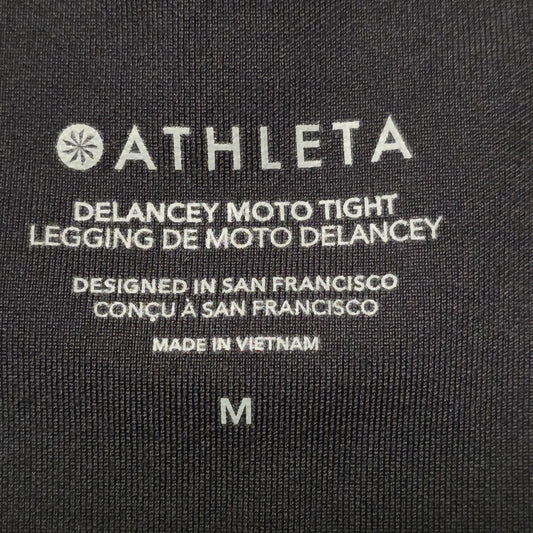 ATHLETA
DELANCEY MOTO TIGHT
LEGGING DE MOTO DELANCEY
DESIGNED IN SAN FRANCISCO
CONÇU À SAN FRANCISCO
MADE IN VIETNAM
M